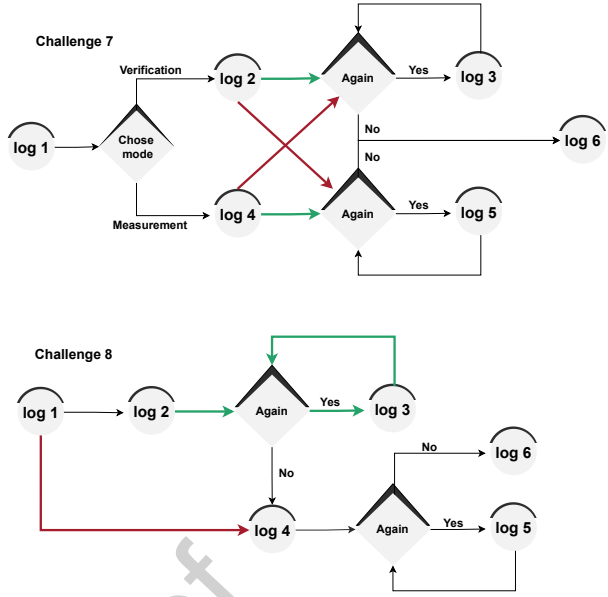 Challenge 7
Verification
log 2
Again
Yes
log 3
log 1
Chose
mode
No
log 6
No
Measurement
log 4
Again
Yes
log 5
Challenge 8
log 1
log 2
Again
Yes
log 3
No
log 4
Again
No
log 6
Yes
log 5